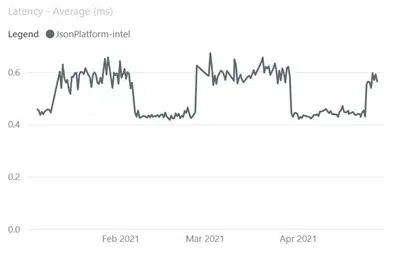 Latency - Average (ms)
Legend JsonPlatform-intel
0.6
0.4
0.2
0.0
Feb 2021 Mar 2021 Apr 2021